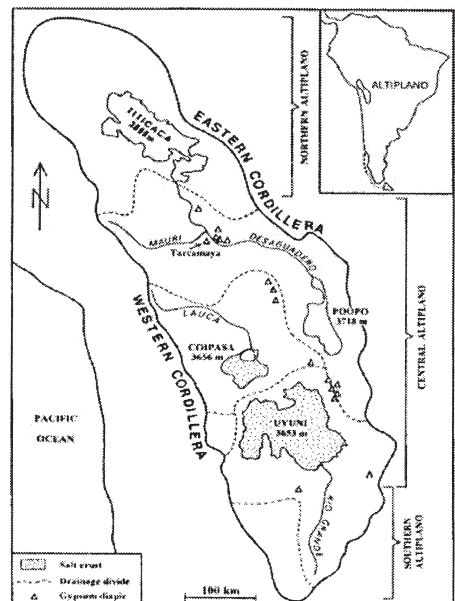 ALTIPLANO
NORTHERN ALTIPLANO
TITICACA
EASTERN CORDILLERA
N
MAURI
DESAGUADERO
Tarcamaya
POOPO
3718 m
LAUCA
COIPASA
3656 m
CENTRAL ALTIPLANO
WESTERN CORDILLERA
UYUNI
3653 m
PACIFIC
OCEAN
RIO GRANDE
SOUTHERN
ALTIPLANO
Salt crust
Drainage divide
Gypsum diapir
100 km